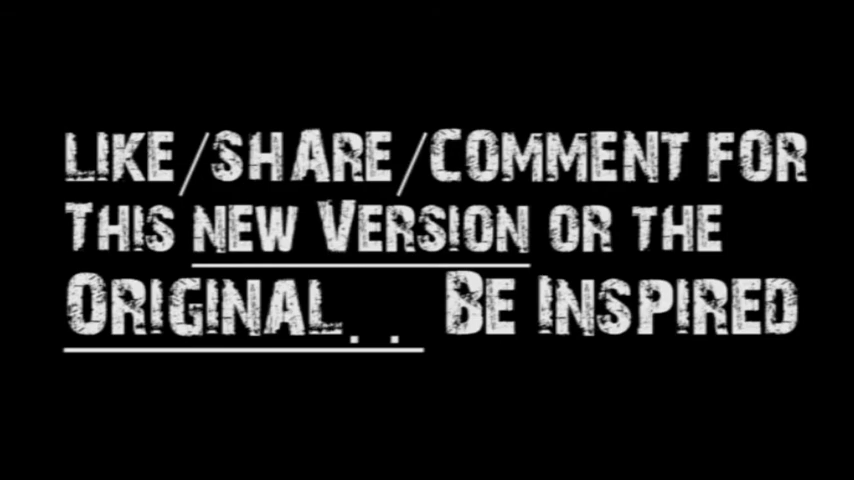 Like/Share/Comment for
This new Version or the
Original. . Be Inspired